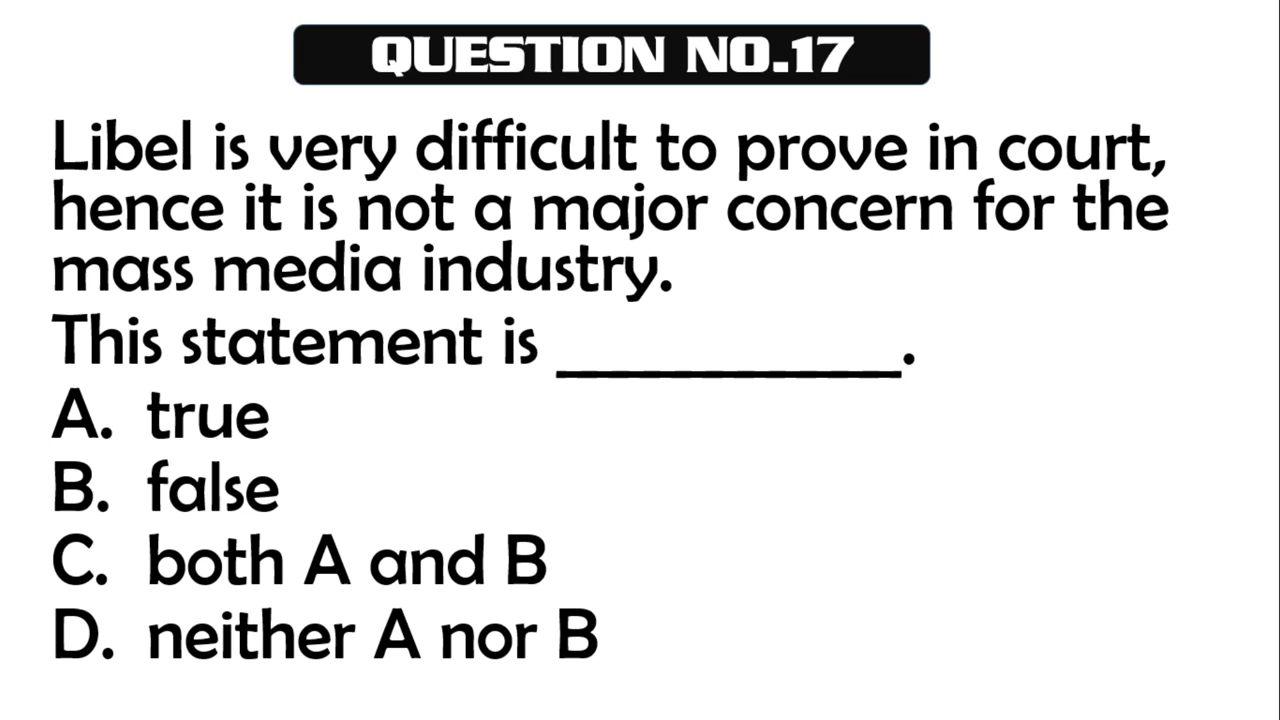 QUESTION NO.17
Libel is very difficult to prove in court,
hence it is not a major concern for the
mass media industry.
This statement is ___________.
A. true
B. false
C. both A and B
D. neither A nor B